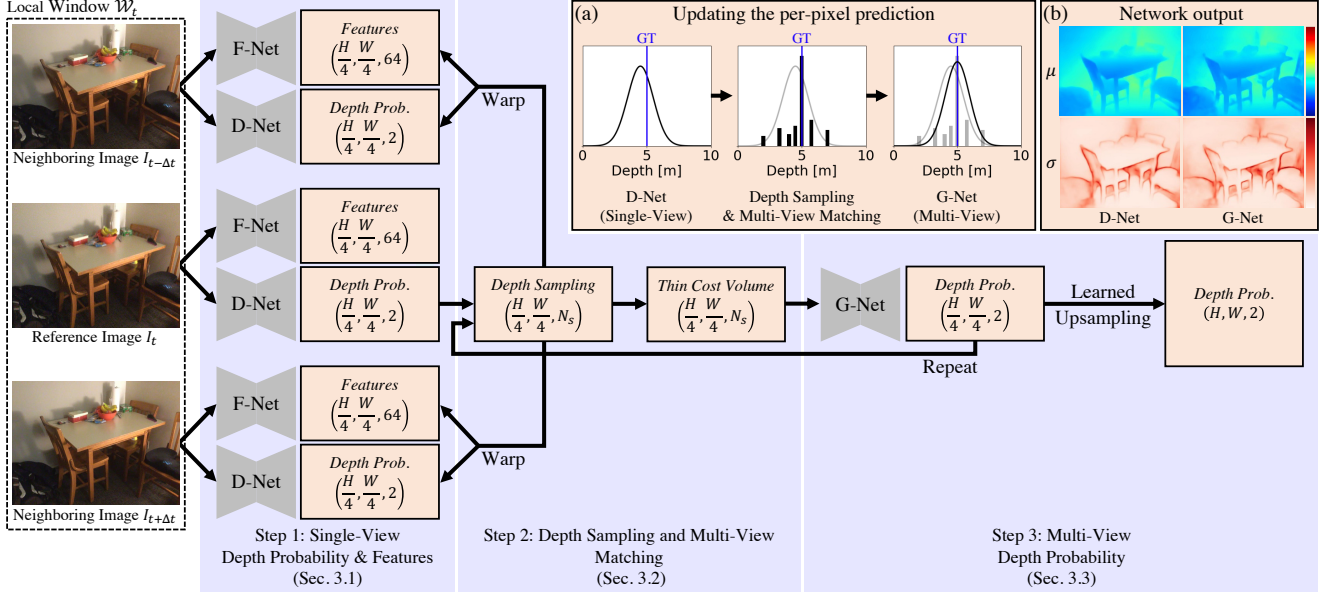 Local Window 𝒲t
F-Net
Features
(H/4, W/4, 64)
D-Net
Depth Prob.
(H/4, W/4, 2)
Warp
Neighboring Image It−Δt
F-Net
Features
(H/4, W/4, 64)
D-Net
Depth Prob.
(H/4, W/4, 2)
Reference Image It
F-Net
Features
(H/4, W/4, 64)
D-Net
Depth Prob.
(H/4, W/4, 2)
Warp
Neighboring Image It+Δt
Depth Sampling
(H/4, W/4, Ns)
Thin Cost Volume
(H/4, W/4, Ns)
G-Net
Depth Prob.
(H/4, W/4, 2)
Repeat
Learned
Upsampling
Depth Prob.
(H, W, 2)
(a)
Updating the per-pixel prediction
GT
GT
GT
0 5 10
0 5 10
0 5 10
Depth [m]
Depth [m]
Depth [m]
D-Net
(Single-View)
Depth Sampling
& Multi-View Matching
G-Net
(Multi-View)
(b)
Network output
μ
σ
D-Net
G-Net
Step 1: Single-View
Depth Probability & Features
(Sec. 3.1)
Step 2: Depth Sampling and Multi-View
Matching
(Sec. 3.2)
Step 3: Multi-View
Depth Probability
(Sec. 3.3)